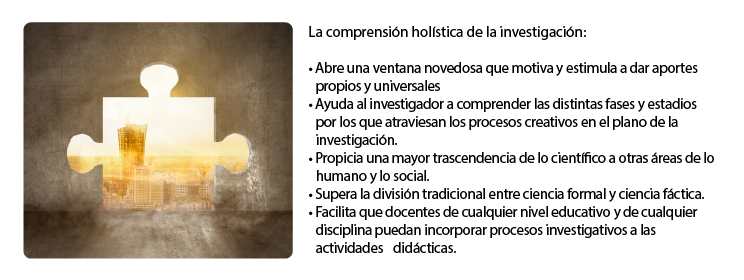 La comprensión holística de la investigación:
• Abre una ventana novedosa que motiva y estimula a dar aportes
propios y universales
• Ayuda al investigador a comprender las distintas fases y estadios
por los que atraviesan los procesos creativos en el plano de la
investigación.
• Propicia una mayor trascendencia de lo científico a otras áreas de lo
humano y lo social.
• Supera la división tradicional entre ciencia formal y ciencia fáctica.
• Facilita que docentes de cualquier nivel educativo y de cualquier
disciplina puedan incorporar procesos investigativos a las
actividades didácticas.